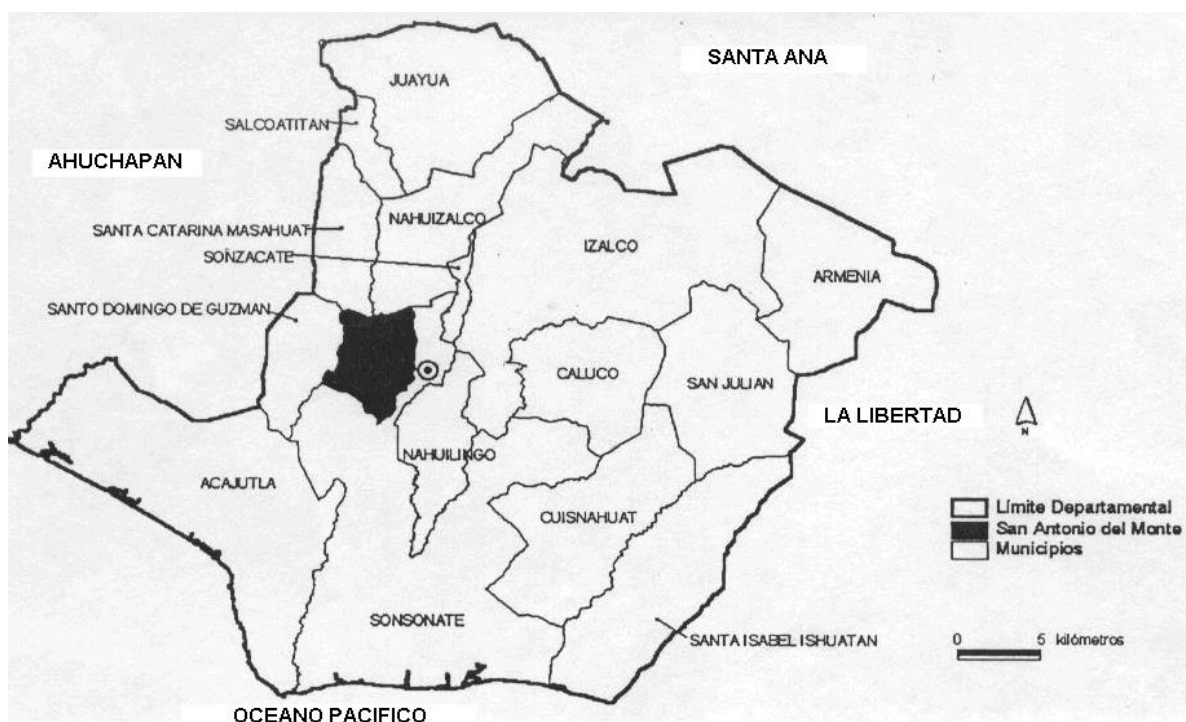 SANTA ANA
JUAYUA
SALCOATITAN
AHUCHAPAN
NAHUIZALCO
SANTA CATARINA MASAHUAT
IZALCO
SONZACATE
ARMENIA
SANTO DOMINGO DE GUZMAN
CALUCO
SAN JULIAN
LA LIBERTAD
N
NAHUILINGO
ACAJUTLA
CUISNAHUAT
Límite Departamental
San Antonio del Monte
Municipios
SONSONATE
SANTA ISABEL ISHUATAN
0 5 kilómetros
OCEANO PACIFICO